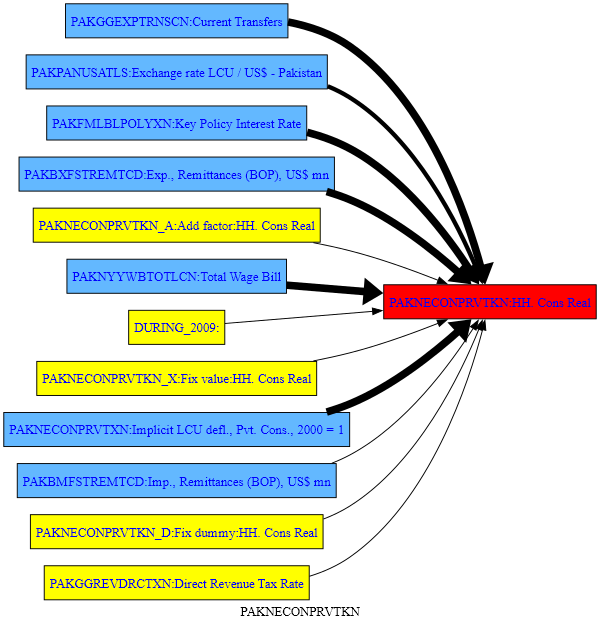 PAKGGEXPTRNSCN:Current Transfers
PAKPANUSATLS:Exchange rate LCU / US$ - Pakistan
PAKFMLBLPOLYXN:Key Policy Interest Rate
PAKBXFSTREMTCD:Exp., Remittances (BOP), US$ mn
PAKNECONPRVTKN_A:Add factor:HH. Cons Real
PAKNYYWBTOTLCN:Total Wage Bill
PAKNECONPRVTKN:HH. Cons Real
DURING_2009:
PAKNECONPRVTKN_X:Fix value:HH. Cons Real
PAKNECONPRVTXN:Implicit LCU defl., Pvt. Cons., 2000 = 1
PAKBMFSTREMTCD:Imp., Remittances (BOP), US$ mn
PAKNECONPRVTKN_D:Fix dummy:HH. Cons Real
PAKGGREVDRCTXN:Direct Revenue Tax Rate
PAKNECONPRVTKN